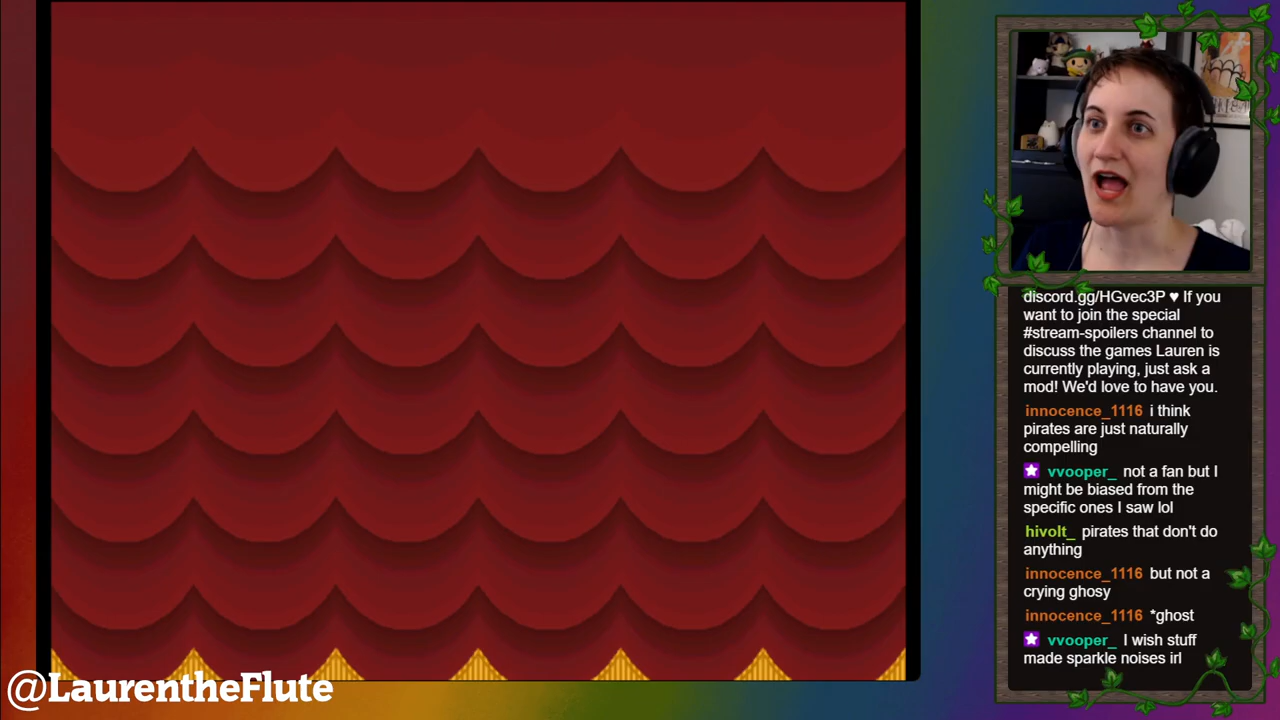 discord.gg/HGvec3P ♥ If you
want to join the special
#stream-spoilers channel to
discuss the games Lauren is
currently playing, just ask a
mod! We'd love to have you.
innocence_1116 i think
pirates are just naturally
compelling
vvooper_ not a fan but I
might be biased from the
specific ones I saw lol
hivolt_ pirates that don't do
anything
innocence_1116 but not a
crying ghosy
innocence_1116 *ghost
vvooper_ I wish stuff
made sparkle noises irl
@LaurentheFlute